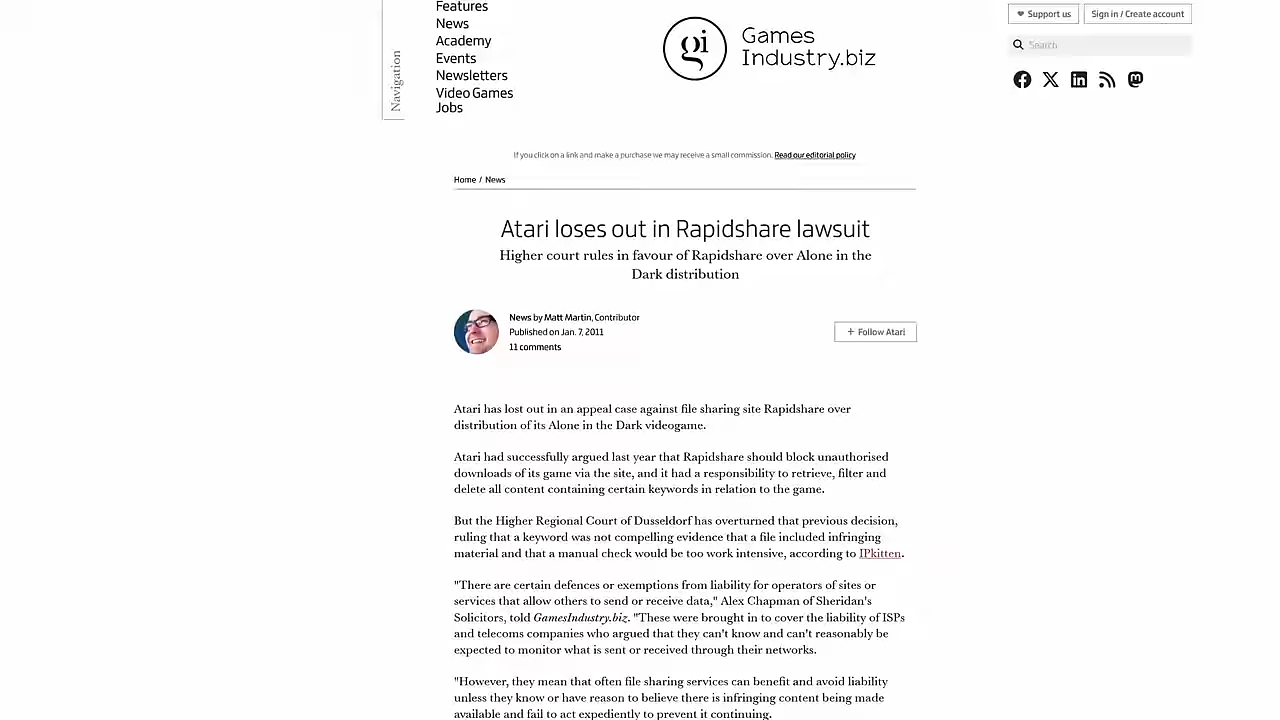 Navigation
Features
News
Academy
Events
Newsletters
Video Games
Jobs
gi
Games
Industry.biz
Support us
Sign in / Create account
Search
If you click on a link and make a purchase we may receive a small commission. Read our editorial policy
Home / News
Atari loses out in Rapidshare lawsuit
Higher court rules in favour of Rapidshare over Alone in the
Dark distribution
News by Matt Martin, Contributor
Published on Jan. 7, 2011
11 comments
+ Follow Atari
Atari has lost out in an appeal case against file sharing site Rapidshare over
distribution of its Alone in the Dark videogame.
Atari had successfully argued last year that Rapidshare should block unauthorised
downloads of its game via the site, and it had a responsibility to retrieve, filter and
delete all content containing certain keywords in relation to the game.
But the Higher Regional Court of Dusseldorf has overturned that previous decision,
ruling that a keyword was not compelling evidence that a file included infringing
material and that a manual check would be too work intensive, according to IPkitten.
"There are certain defences or exemptions from liability for operators of sites or
services that allow others to send or receive data," Alex Chapman of Sheridan's
Solicitors, told GamesIndustry.biz. "These were brought in to cover the liability of ISPs
and telecoms companies who argued that they can't know and can't reasonably be
expected to monitor what is sent or received through their networks.
"However, they mean that often file sharing services can benefit and avoid liability
unless they know or have reason to believe there is infringing content being made
available and fail to act expediently to prevent it continuing.